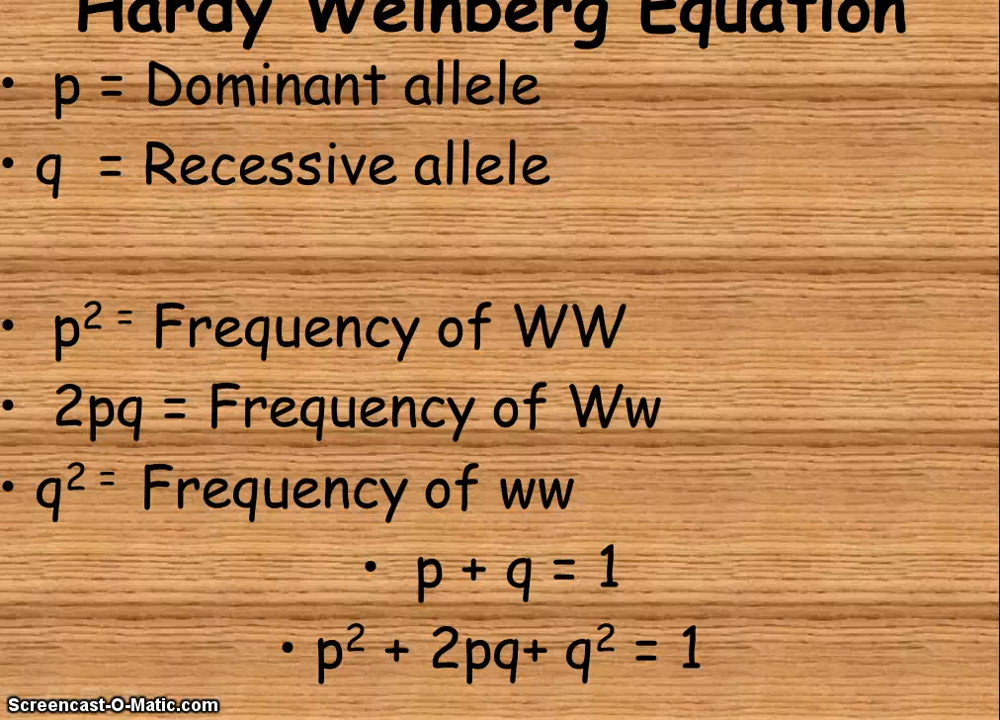 Hardy Weinberg Equation
• p = Dominant allele
• q = Recessive allele
• p² = Frequency of WW
• 2pq = Frequency of Ww
• q² = Frequency of ww
• p + q = 1
• p² + 2pq+ q² = 1
Screencast-O-Matic.com